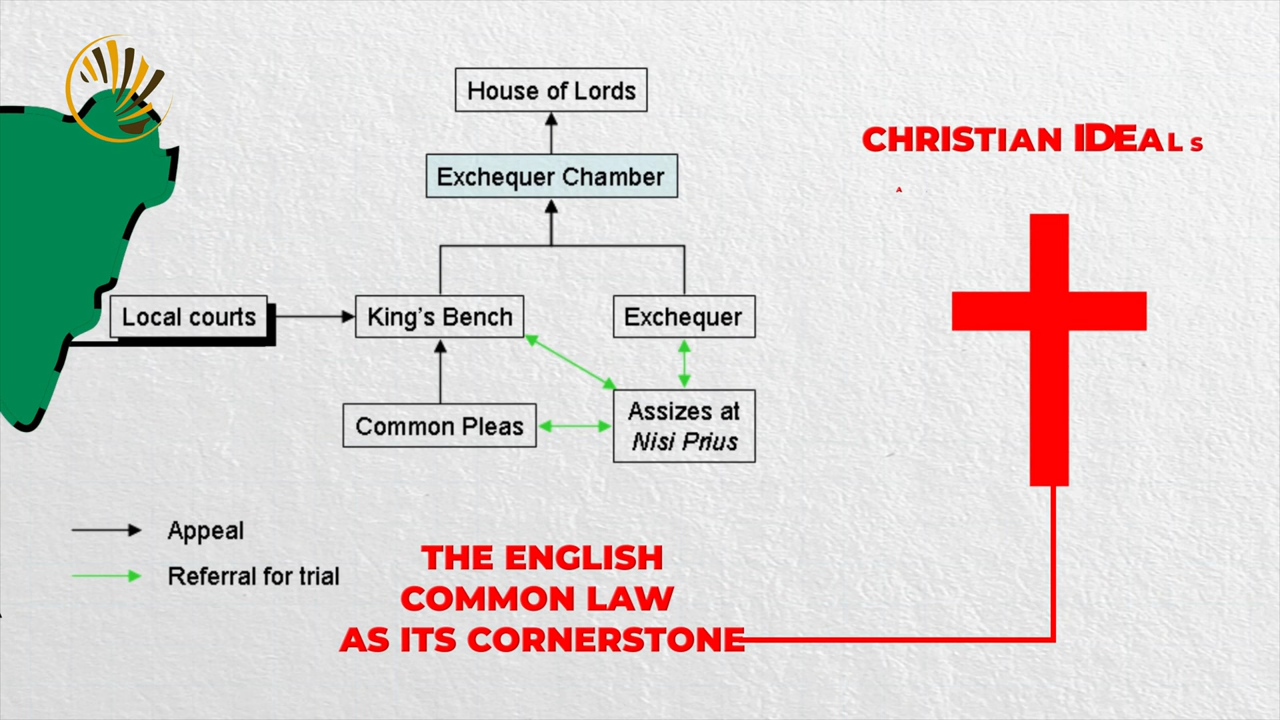 House of Lords
Exchequer Chamber
Local courts
King's Bench
Exchequer
Common Pleas
Assizes at
Nisi Prius
Appeal
Referral for trial
THE ENGLISH
COMMON LAW
AS ITS CORNERSTONE
CHRISTIAN IDEALS
A